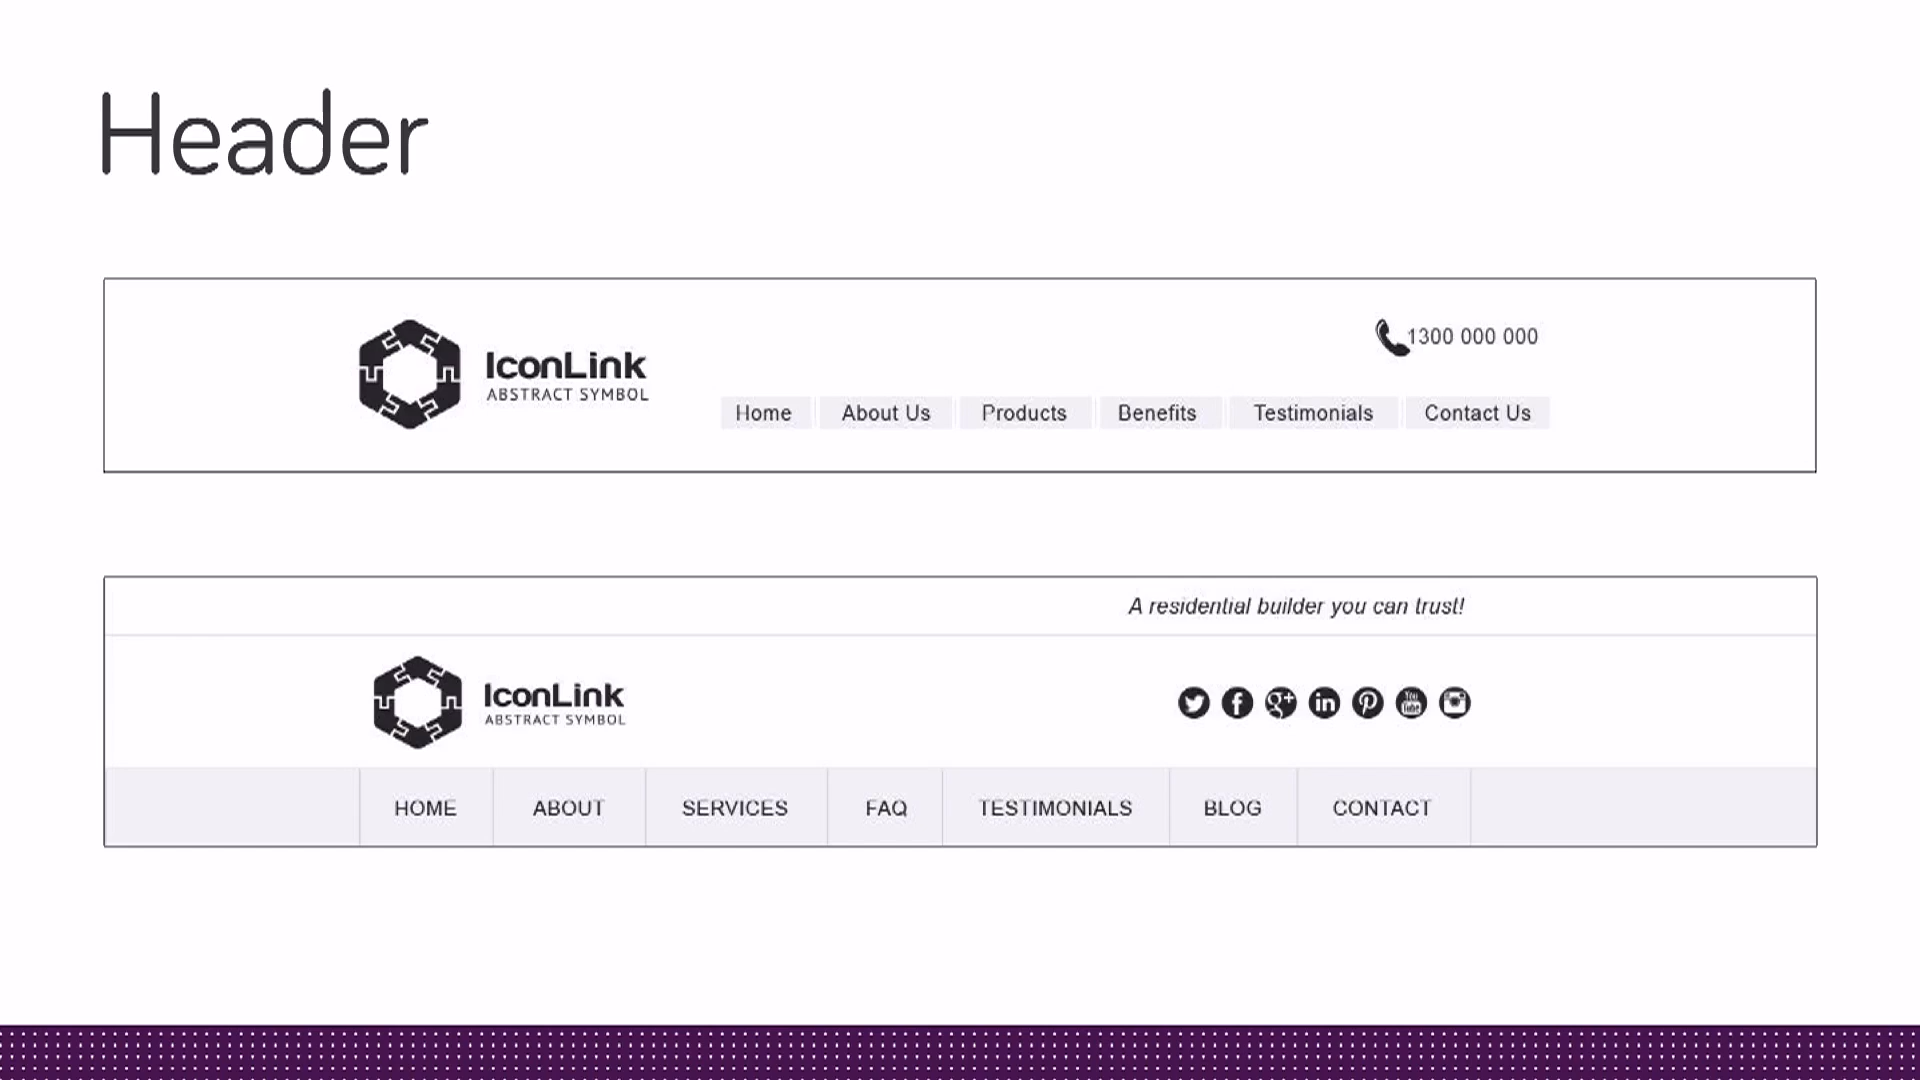 Header
IconLink
ABSTRACT SYMBOL
1300 000 000
Home About Us Products Benefits Testimonials Contact Us
A residential builder you can trust!
IconLink
ABSTRACT SYMBOL
HOME ABOUT SERVICES FAQ TESTIMONIALS BLOG CONTACT